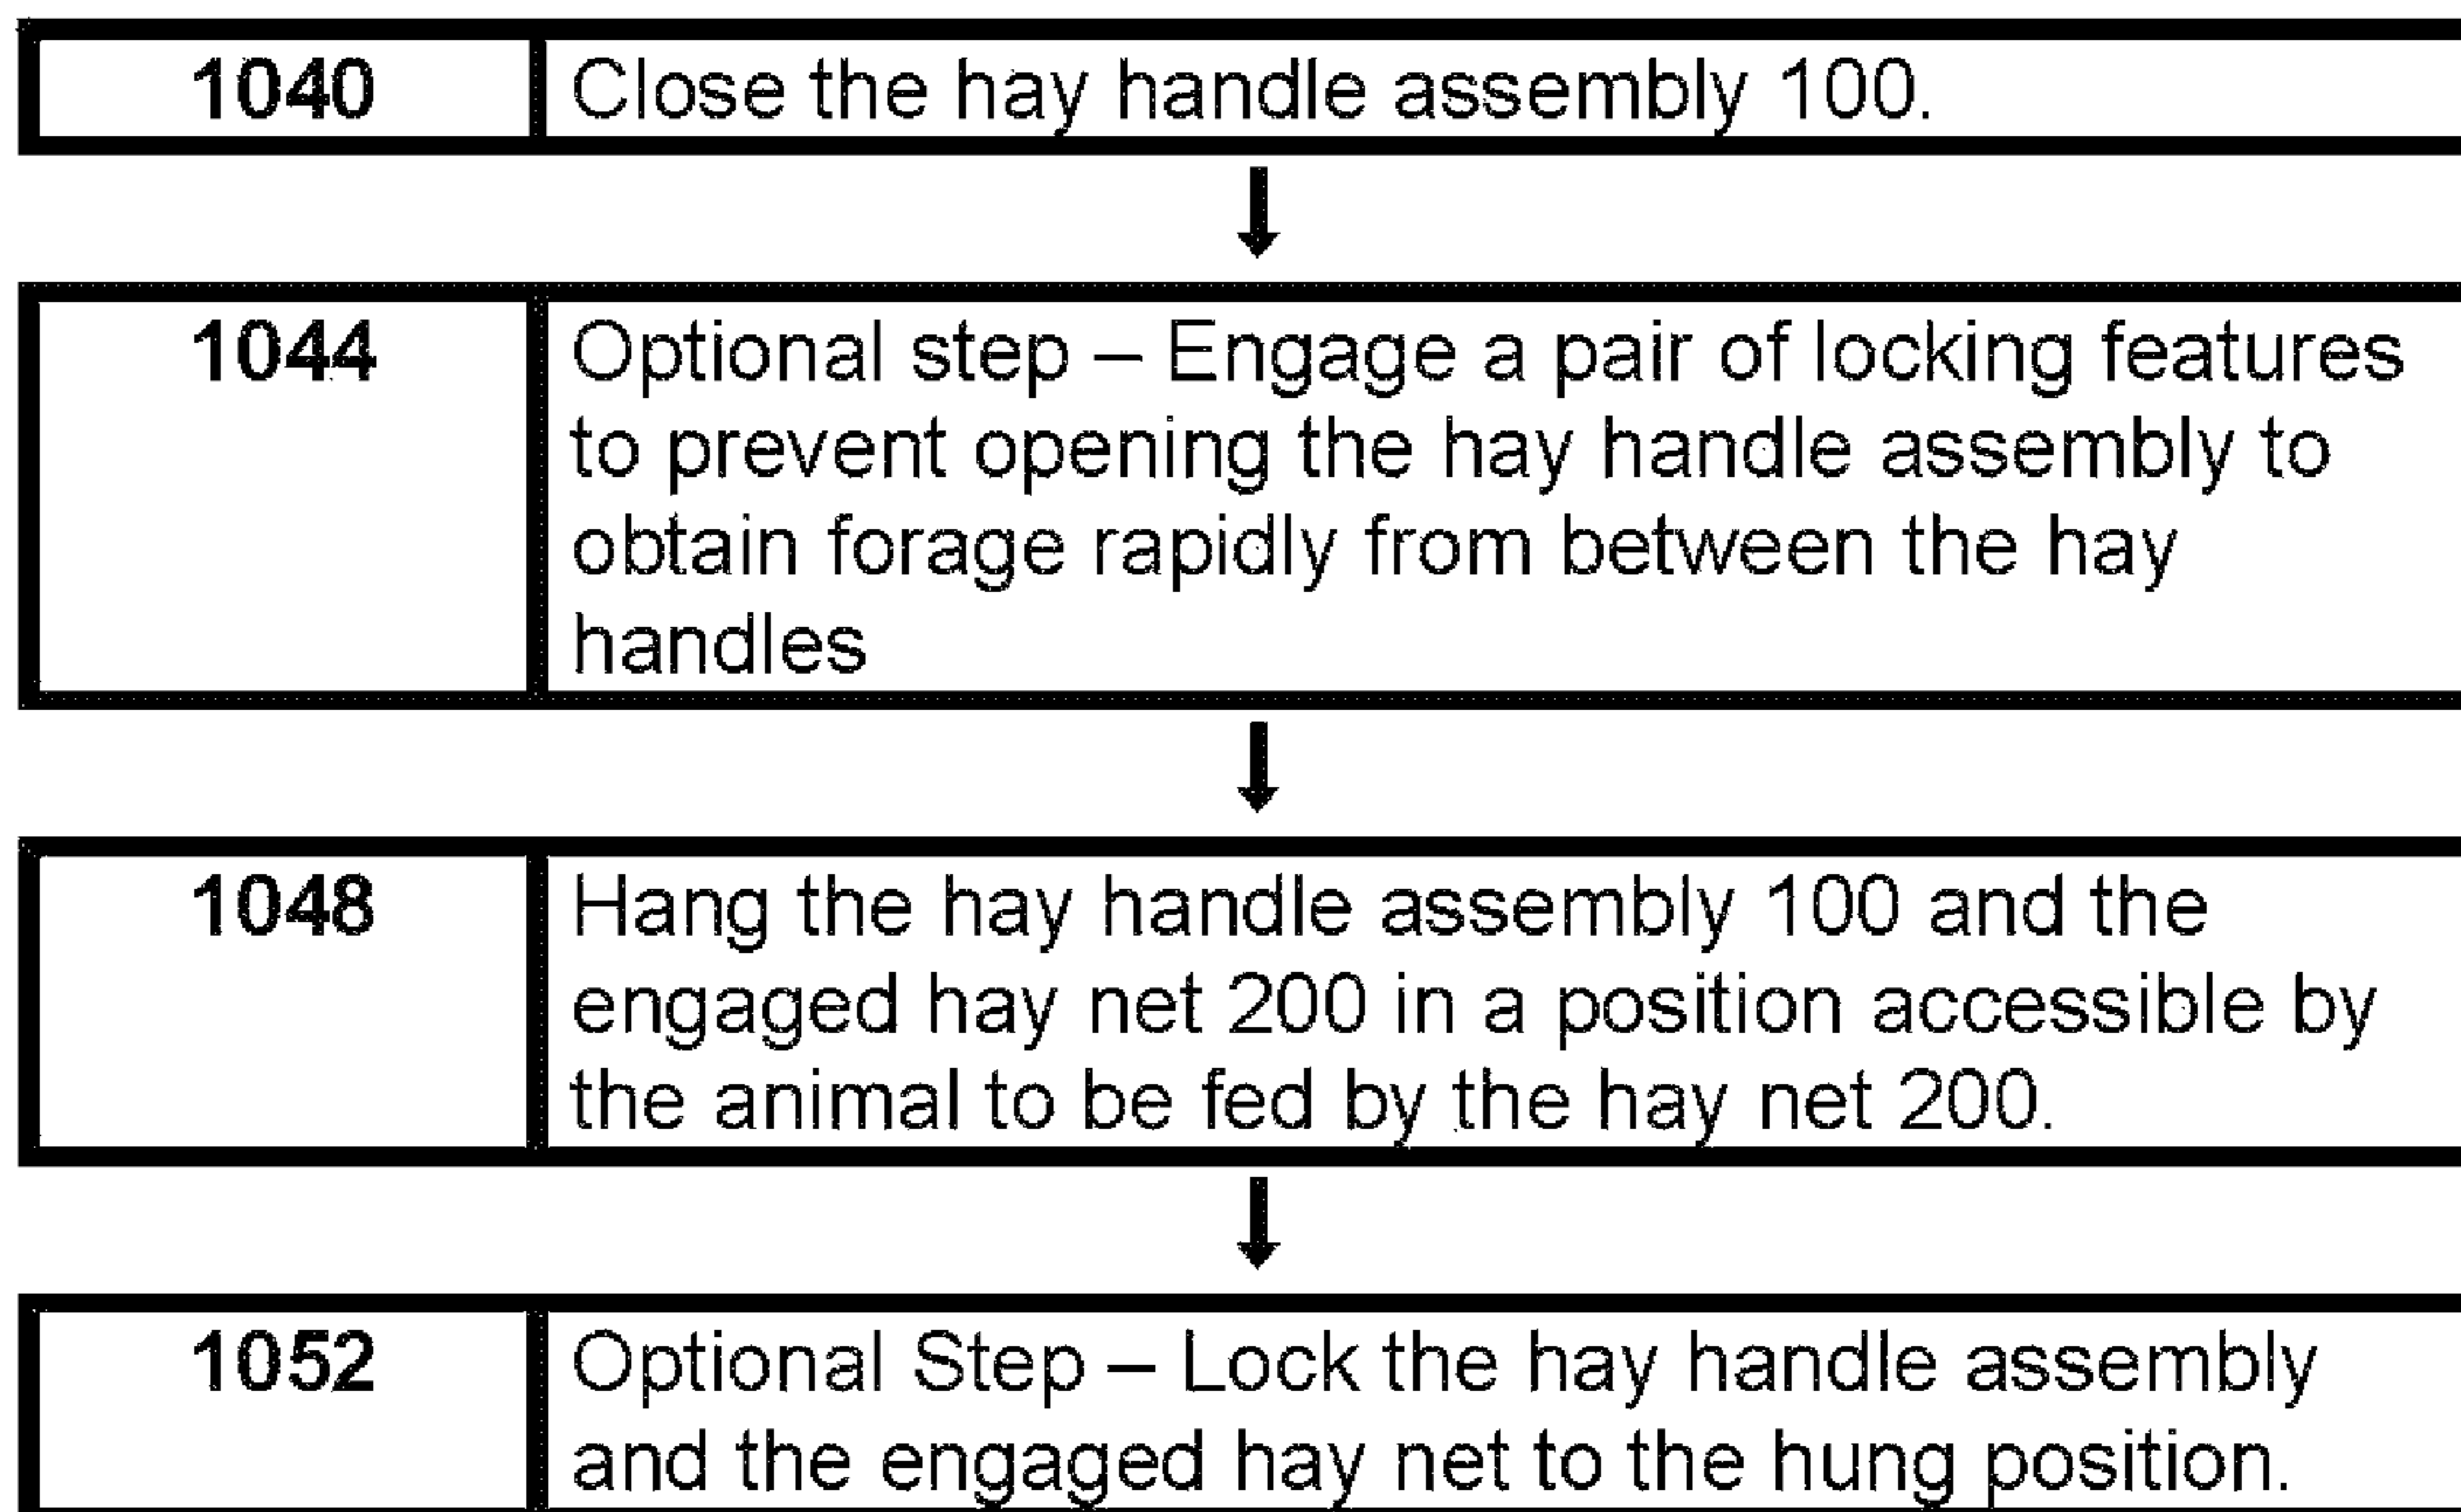 1040 Close the hay handle assembly 100.
1044 Optional step – Engage a pair of locking features
to prevent opening the hay handle assembly to
obtain forage rapidly from between the hay
handles
1048 Hang the hay handle assembly 100 and the
engaged hay net 200 in a position accessible by
the animal to be fed by the hay net 200.
1052 Optional Step – Lock the hay handle assembly
and the engaged hay net to the hung position.